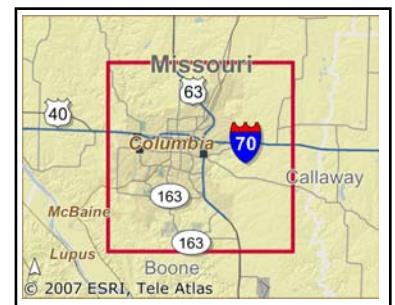 Missouri
63
40
Columbia
70
Callaway
163
McBaine
163
Lupus
Boone
© 2007 ESRI, Tele Atlas